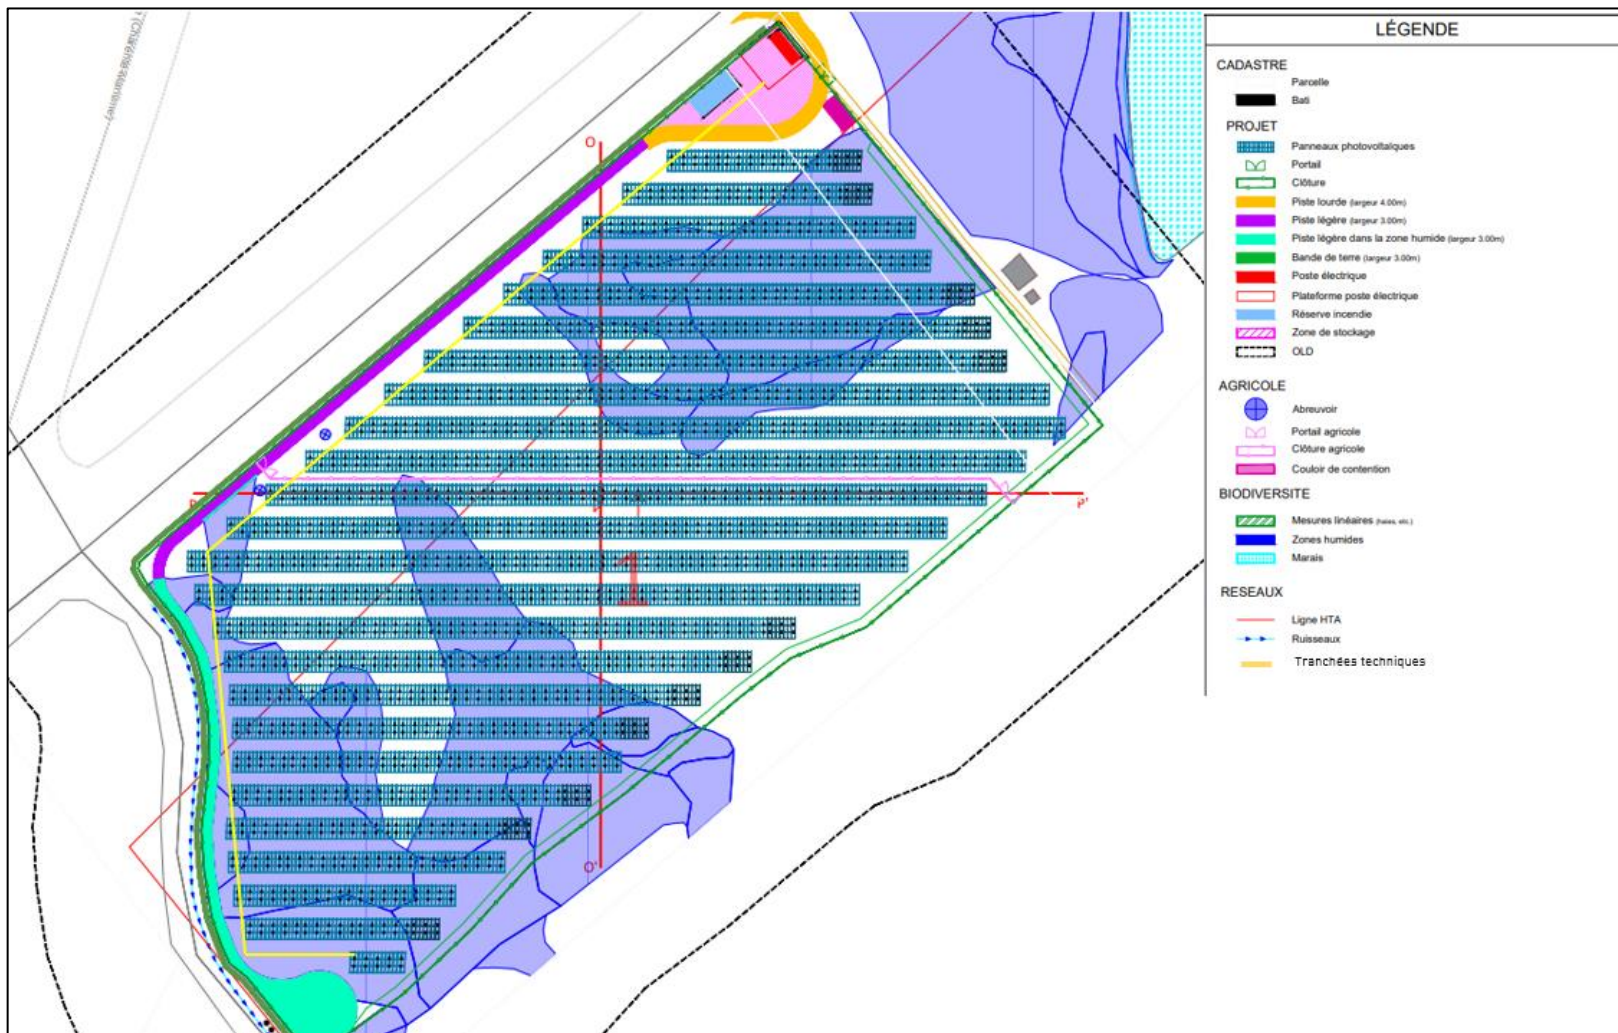 (Charente-Maritime)
O
P'
1
O'
LÉGENDE
CADASTRE
Parcelle
Bati
PROJET
Panneaux photovoltaïques
Portail
Clôture
Piste lourde (largeur 4.00m)
Piste légère (largeur 3.00m)
Piste légère dans la zone humide (largeur 3.00m)
Bande de terre (largeur 3.00m)
Poste électrique
Plateforme poste électrique
Réserve incendie
Zone de stockage
OLD
AGRICOLE
Abreuvoir
Portail agricole
Clôture agricole
Couloir de contention
BIODIVERSITE
Mesures linéaires (haies, etc.)
Zones humides
Marais
RESEAUX
Ligne HTA
Ruisseaux
Tranchées techniques